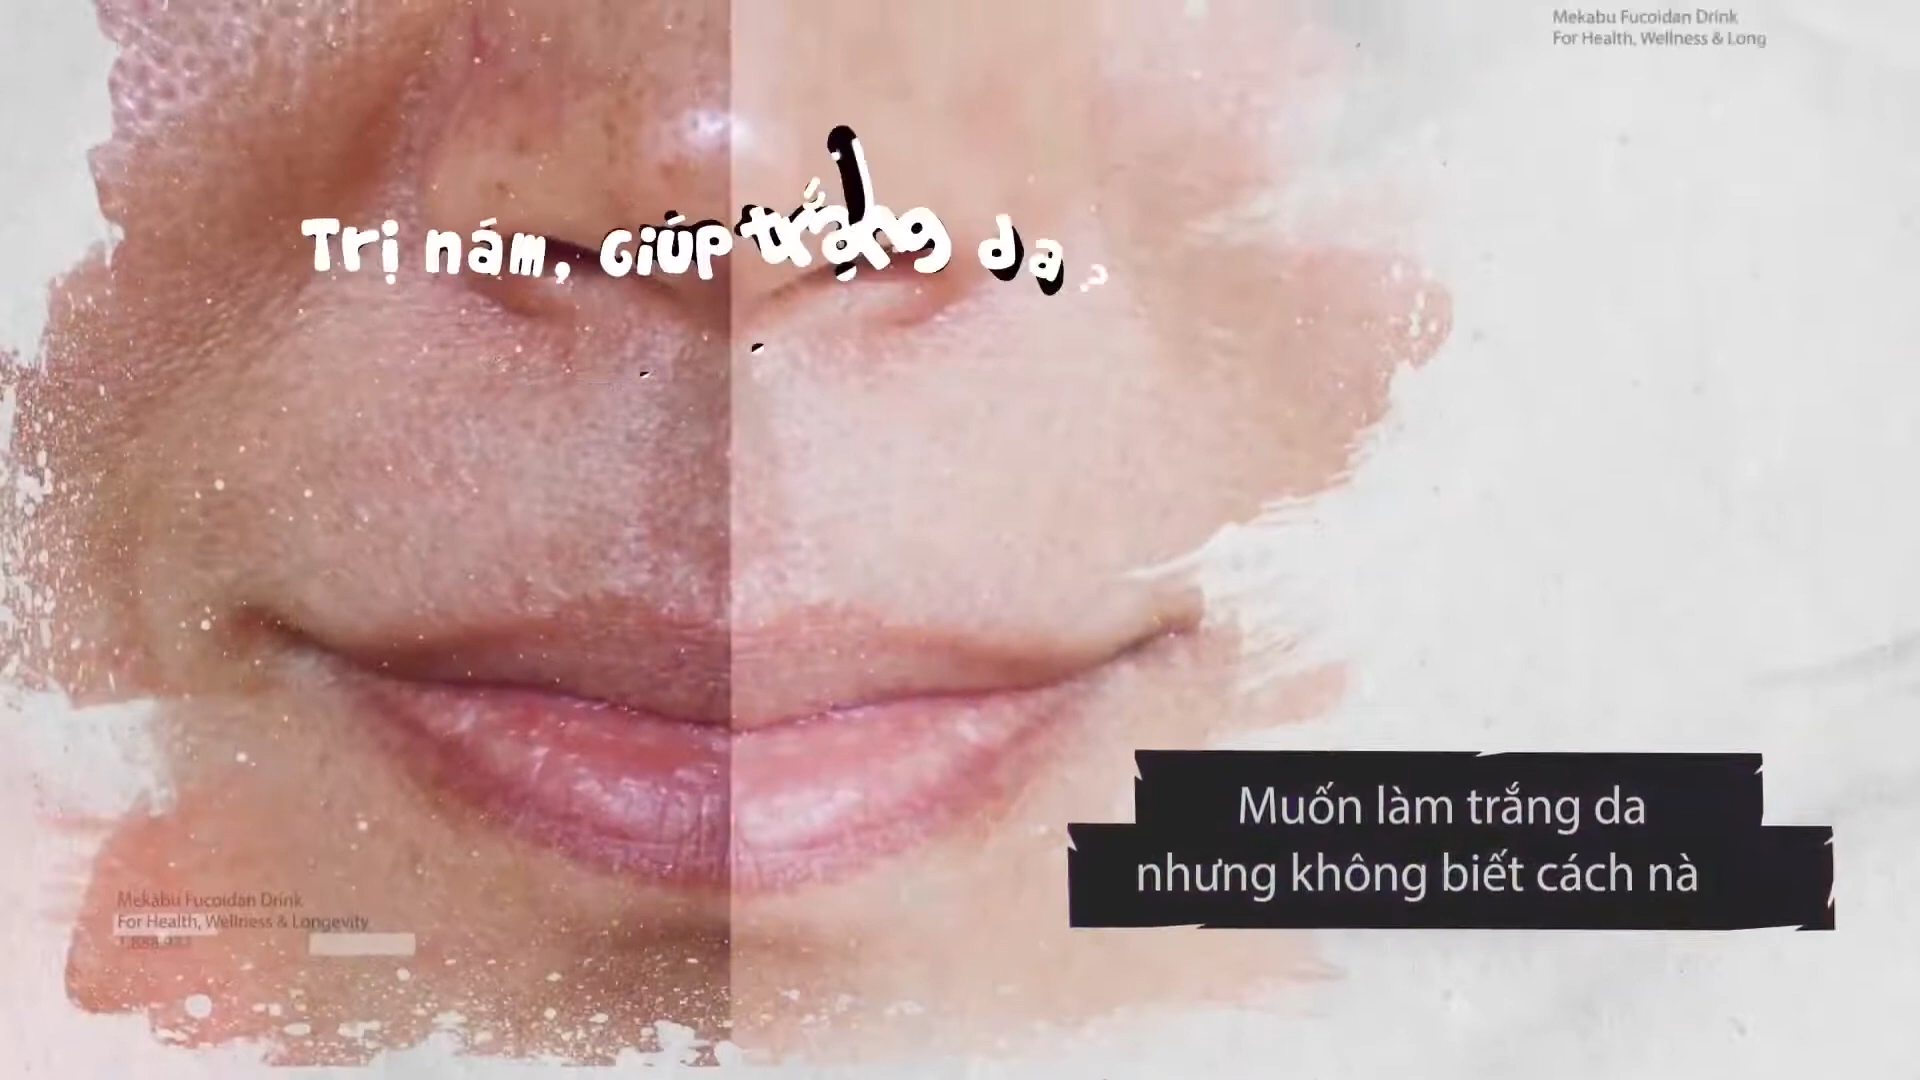 Mekabu Fucoidan Drink
For Health, Wellness & Long
Trị nám, Giúp trắng da
Muốn làm trắng da
nhưng không biết cách nà
Mekabu Fucoidan Drink
For Health, Wellness & Longevity